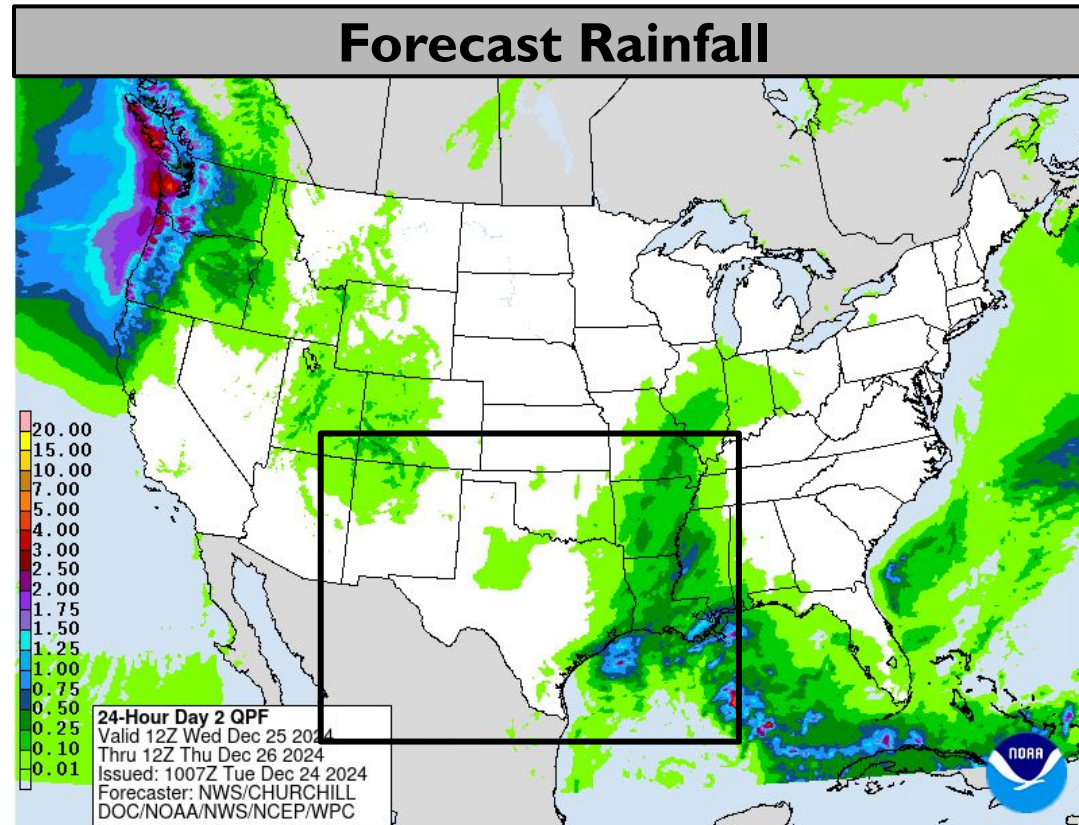 Forecast Rainfall
20.00
15.00
10.00
7.00
5.00
4.00
3.00
2.50
2.00
1.75
1.50
1.25
1.00
0.75
0.50
0.25
0.10
0.01
24-Hour Day 2 QPF
Valid 12Z Wed Dec 25 2024
Thru 12Z Thu Dec 26 2024
Issued: 1007Z Tue Dec 24 2024
Forecaster: NWS/CHURCHILL
DOC/NOAA/NWS/NCEP/WPC
NOAA